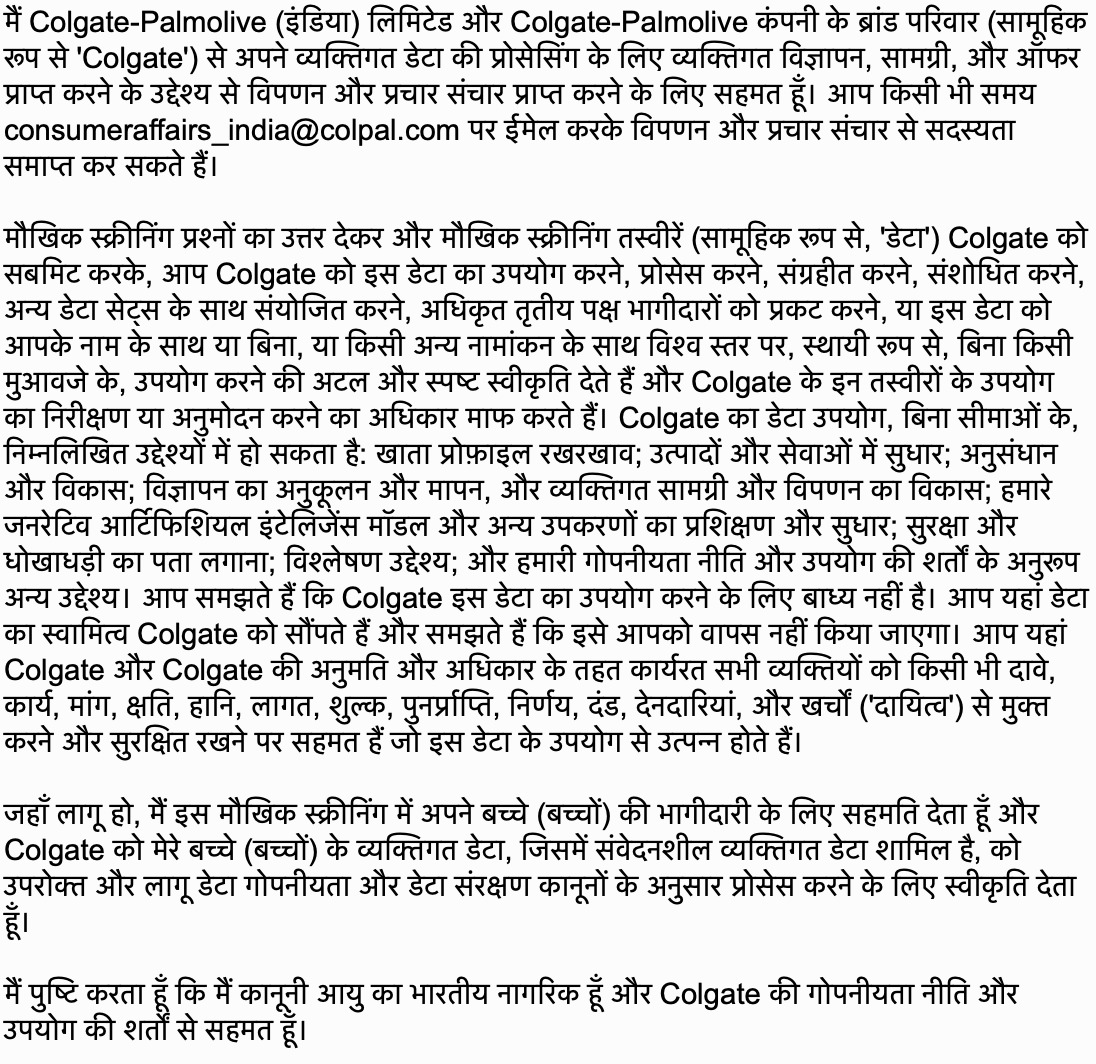 मैं Colgate-Palmolive (इंडिया) लिमिटेड और Colgate-Palmolive कंपनी के ब्रांड परिवार (सामूहिक
रूप से 'Colgate') से अपने व्यक्तिगत डेटा की प्रोसेसिंग के लिए व्यक्तिगत विज्ञापन, सामग्री, और ऑफर
प्राप्त करने के उद्देश्य से विपणन और प्रचार संचार प्राप्त करने के लिए सहमत हूँ। आप किसी भी समय
consumeraffairs_india@colpal.com पर ईमेल करके विपणन और प्रचार संचार से सदस्यता
समाप्त कर सकते हैं।
मौखिक स्क्रीनिंग प्रश्नों का उत्तर देकर और मौखिक स्क्रीनिंग तस्वीरें (सामूहिक रूप से, 'डेटा') Colgate को
सबमिट करके, आप Colgate को इस डेटा का उपयोग करने, प्रोसेस करने, संग्रहीत करने, संशोधित करने,
अन्य डेटा सेट्स के साथ संयोजित करने, अधिकृत तृतीय पक्ष भागीदारों को प्रकट करने, या इस डेटा को
आपके नाम के साथ या बिना, या किसी अन्य नामांकन के साथ विश्व स्तर पर, स्थायी रूप से, बिना किसी
मुआवजे के, उपयोग करने की अटल और स्पष्ट स्वीकृति देते हैं और Colgate के इन तस्वीरों के उपयोग
का निरीक्षण या अनुमोदन करने का अधिकार माफ करते हैं। Colgate का डेटा उपयोग, बिना सीमाओं के,
निम्नलिखित उद्देश्यों में हो सकता है: खाता प्रोफ़ाइल रखरखाव; उत्पादों और सेवाओं में सुधार; अनुसंधान
और विकास; विज्ञापन का अनुकूलन और मापन, और व्यक्तिगत सामग्री और विपणन का विकास; हमारे
जनरेटिव आर्टिफिशियल इंटेलिजेंस मॉडल और अन्य उपकरणों का प्रशिक्षण और सुधार; सुरक्षा और
धोखाधड़ी का पता लगाना; विश्लेषण उद्देश्य; और हमारी गोपनीयता नीति और उपयोग की शर्तों के अनुरूप
अन्य उद्देश्य। आप समझते हैं कि Colgate इस डेटा का उपयोग करने के लिए बाध्य नहीं है। आप यहां डेटा
का स्वामित्व Colgate को सौंपते हैं और समझते हैं कि इसे आपको वापस नहीं किया जाएगा। आप यहां
Colgate और Colgate की अनुमति और अधिकार के तहत कार्यरत सभी व्यक्तियों को किसी भी दावे,
कार्य, मांग, क्षति, हानि, लागत, शुल्क, पुनर्प्राप्ति, निर्णय, दंड, देनदारियां, और खर्चों ('दायित्व') से मुक्त
करने और सुरक्षित रखने पर सहमत हैं जो इस डेटा के उपयोग से उत्पन्न होते हैं।
जहाँ लागू हो, मैं इस मौखिक स्क्रीनिंग में अपने बच्चे (बच्चों) की भागीदारी के लिए सहमति देता हूँ और
Colgate को मेरे बच्चे (बच्चों) के व्यक्तिगत डेटा, जिसमें संवेदनशील व्यक्तिगत डेटा शामिल है, को
उपरोक्त और लागू डेटा गोपनीयता और डेटा संरक्षण कानूनों के अनुसार प्रोसेस करने के लिए स्वीकृति देता
हूँ।
मैं पुष्टि करता हूँ कि मैं कानूनी आयु का भारतीय नागरिक हूँ और Colgate की गोपनीयता नीति और
उपयोग की शर्तों से सहमत हूँ।